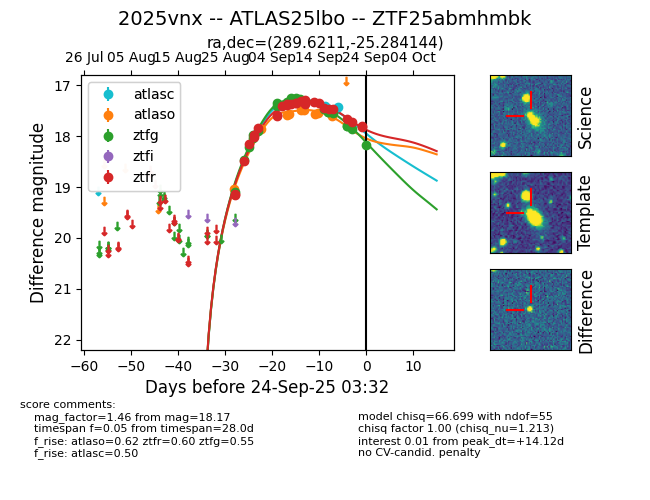 2025vnx -- ATLAS25lbo -- ZTF25abmhmbk
ra,dec=(289.6211,-25.284144)
26 Jul 05 Aug 15 Aug 25 Aug 04 Sep 14 Sep 24 Sep 04 Oct
atlasc
atlaso
ztfg
ztfi
ztfr
17
18
19
20
21
22
Difference magnitude
−60 −50 −40 −30 −20 −10 0 10
Days before 24-Sep-25 03:32
Science
Template
Difference
score comments:
mag_factor=1.46 from mag=18.17
timespan f=0.05 from timespan=28.0d
f_rise: atlaso=0.62 ztfr=0.60 ztfg=0.55
f_rise: atlasc=0.50
model chisq=66.699 with ndof=55
chisq factor 1.00 (chisq_nu=1.213)
interest 0.01 from peak_dt=+14.12d
no CV-candid. penalty